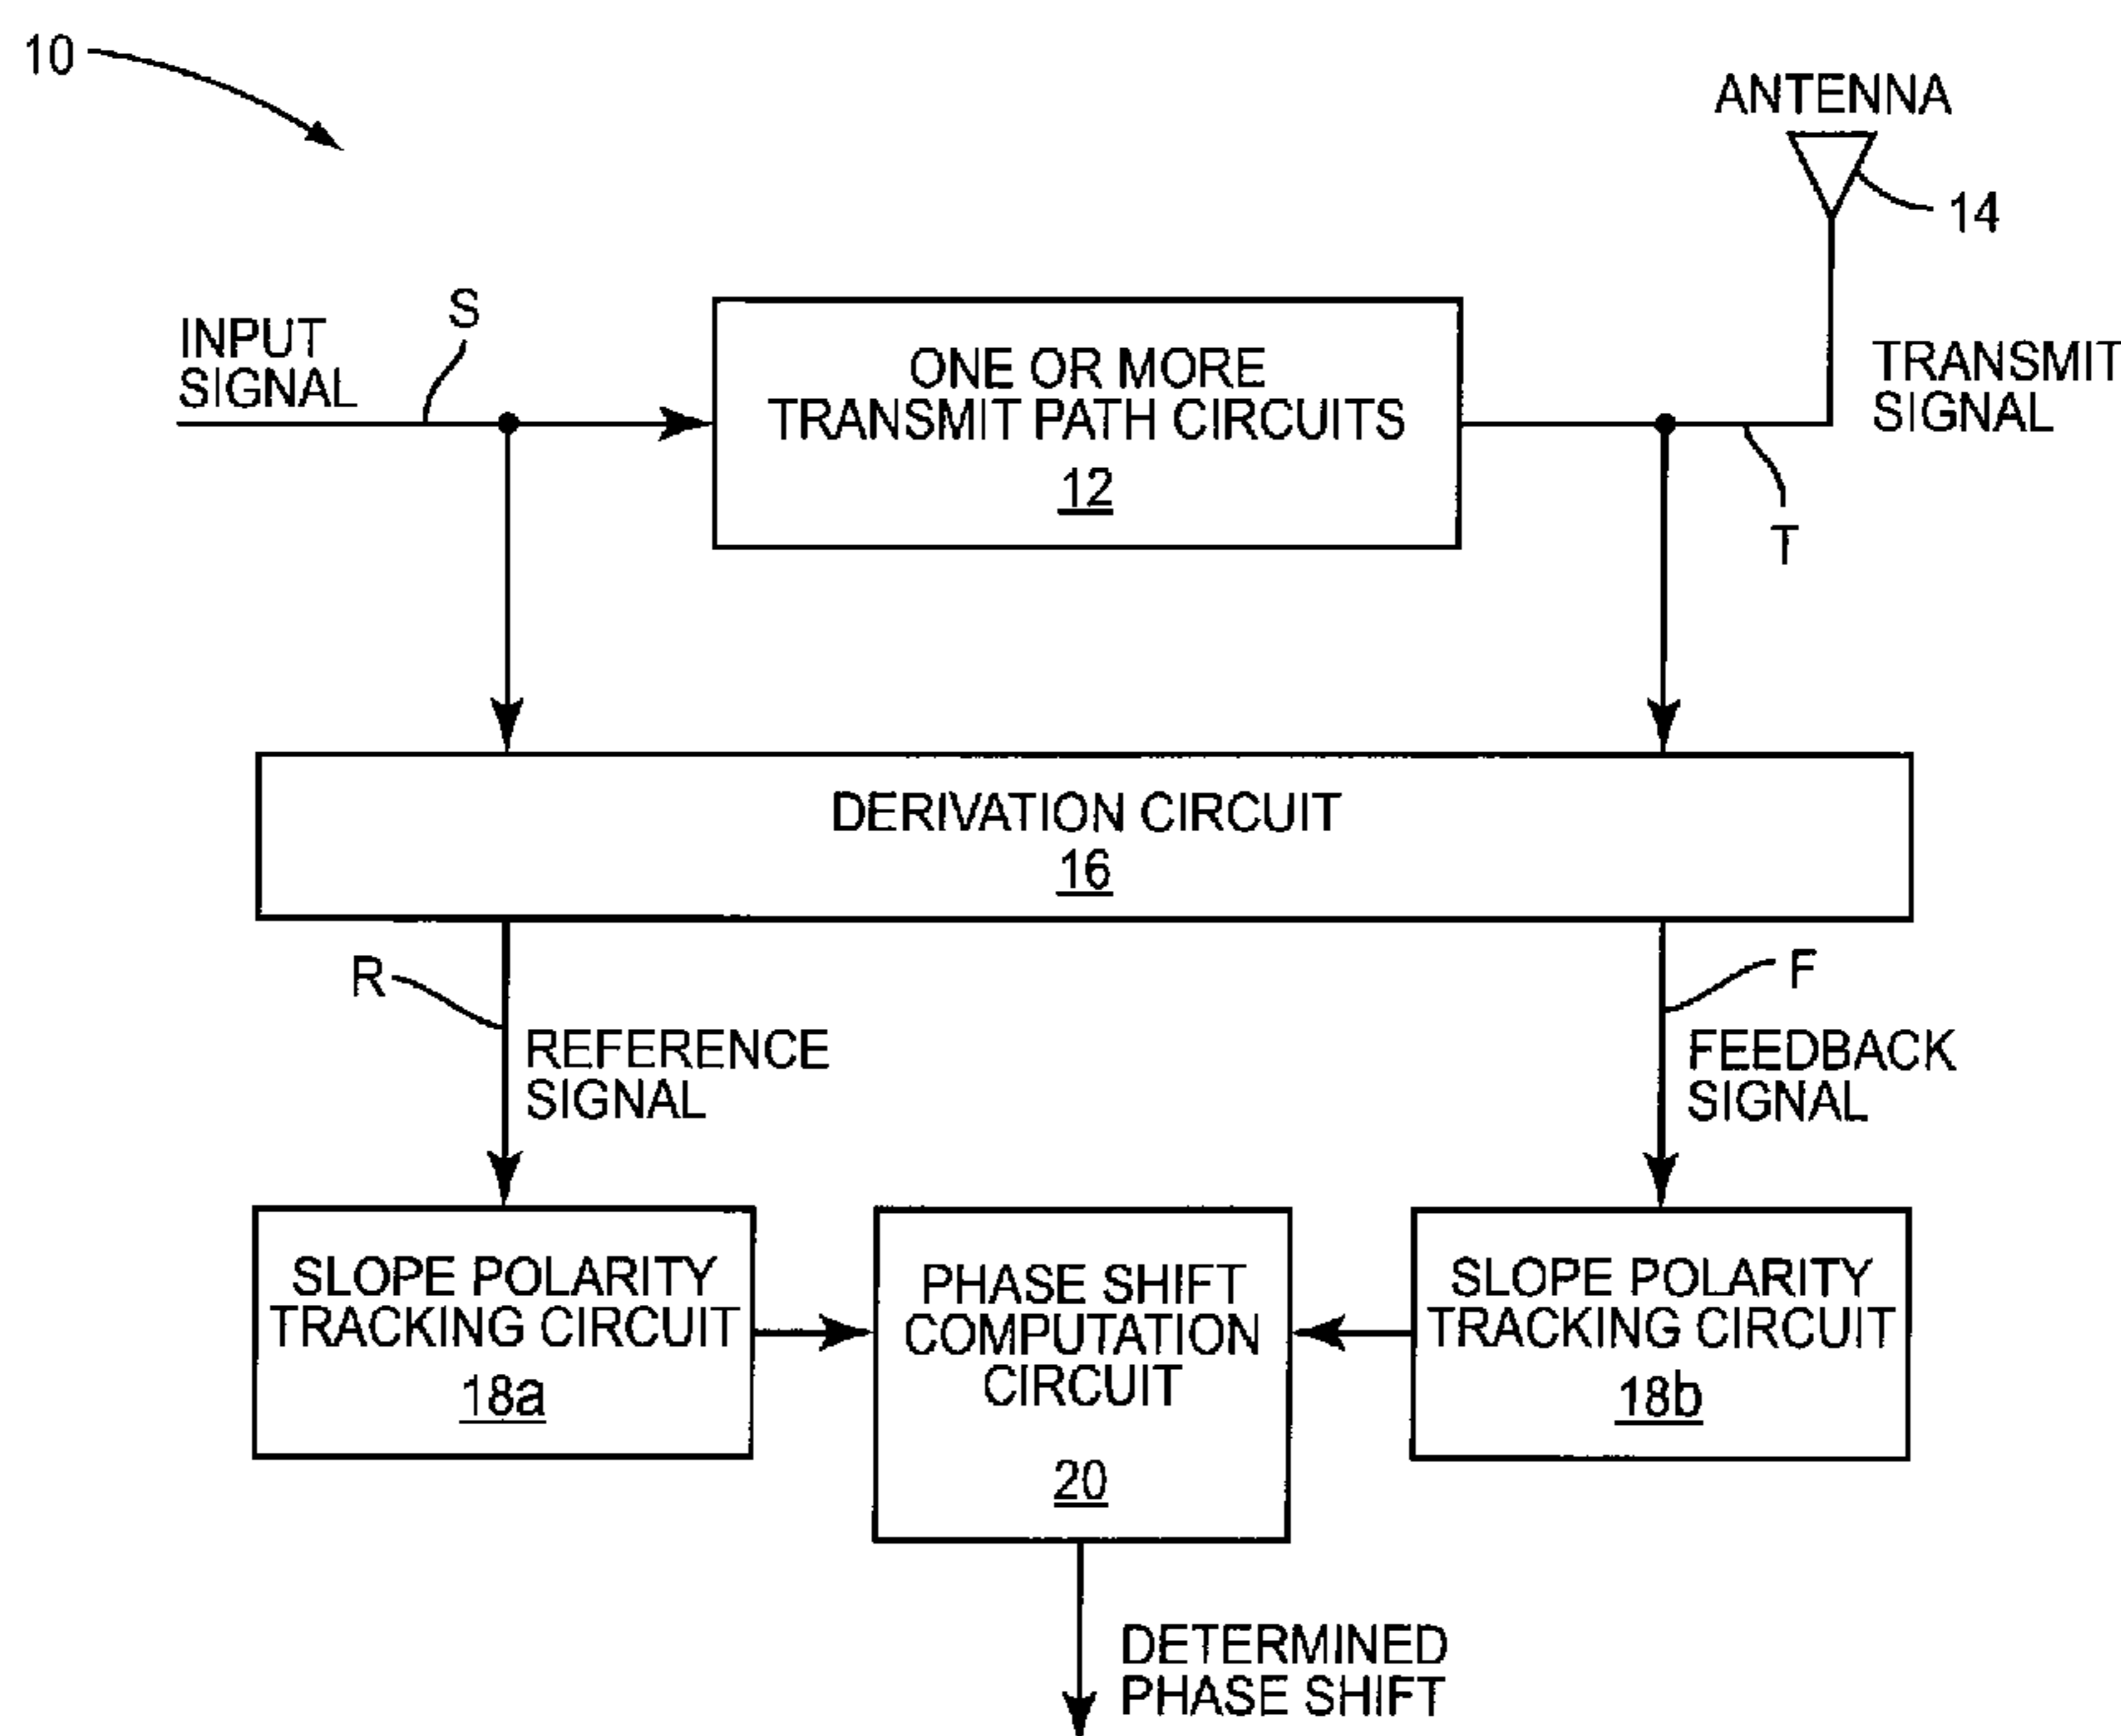 10
ANTENNA
14
S
INPUT
SIGNAL
ONE OR MORE
TRANSMIT PATH CIRCUITS
12
TRANSMIT
SIGNAL
T
DERIVATION CIRCUIT
16
R
REFERENCE
SIGNAL
F
FEEDBACK
SIGNAL
SLOPE POLARITY
TRACKING CIRCUIT
18a
PHASE SHIFT
COMPUTATION
CIRCUIT
20
SLOPE POLARITY
TRACKING CIRCUIT
18b
DETERMINED
PHASE SHIFT